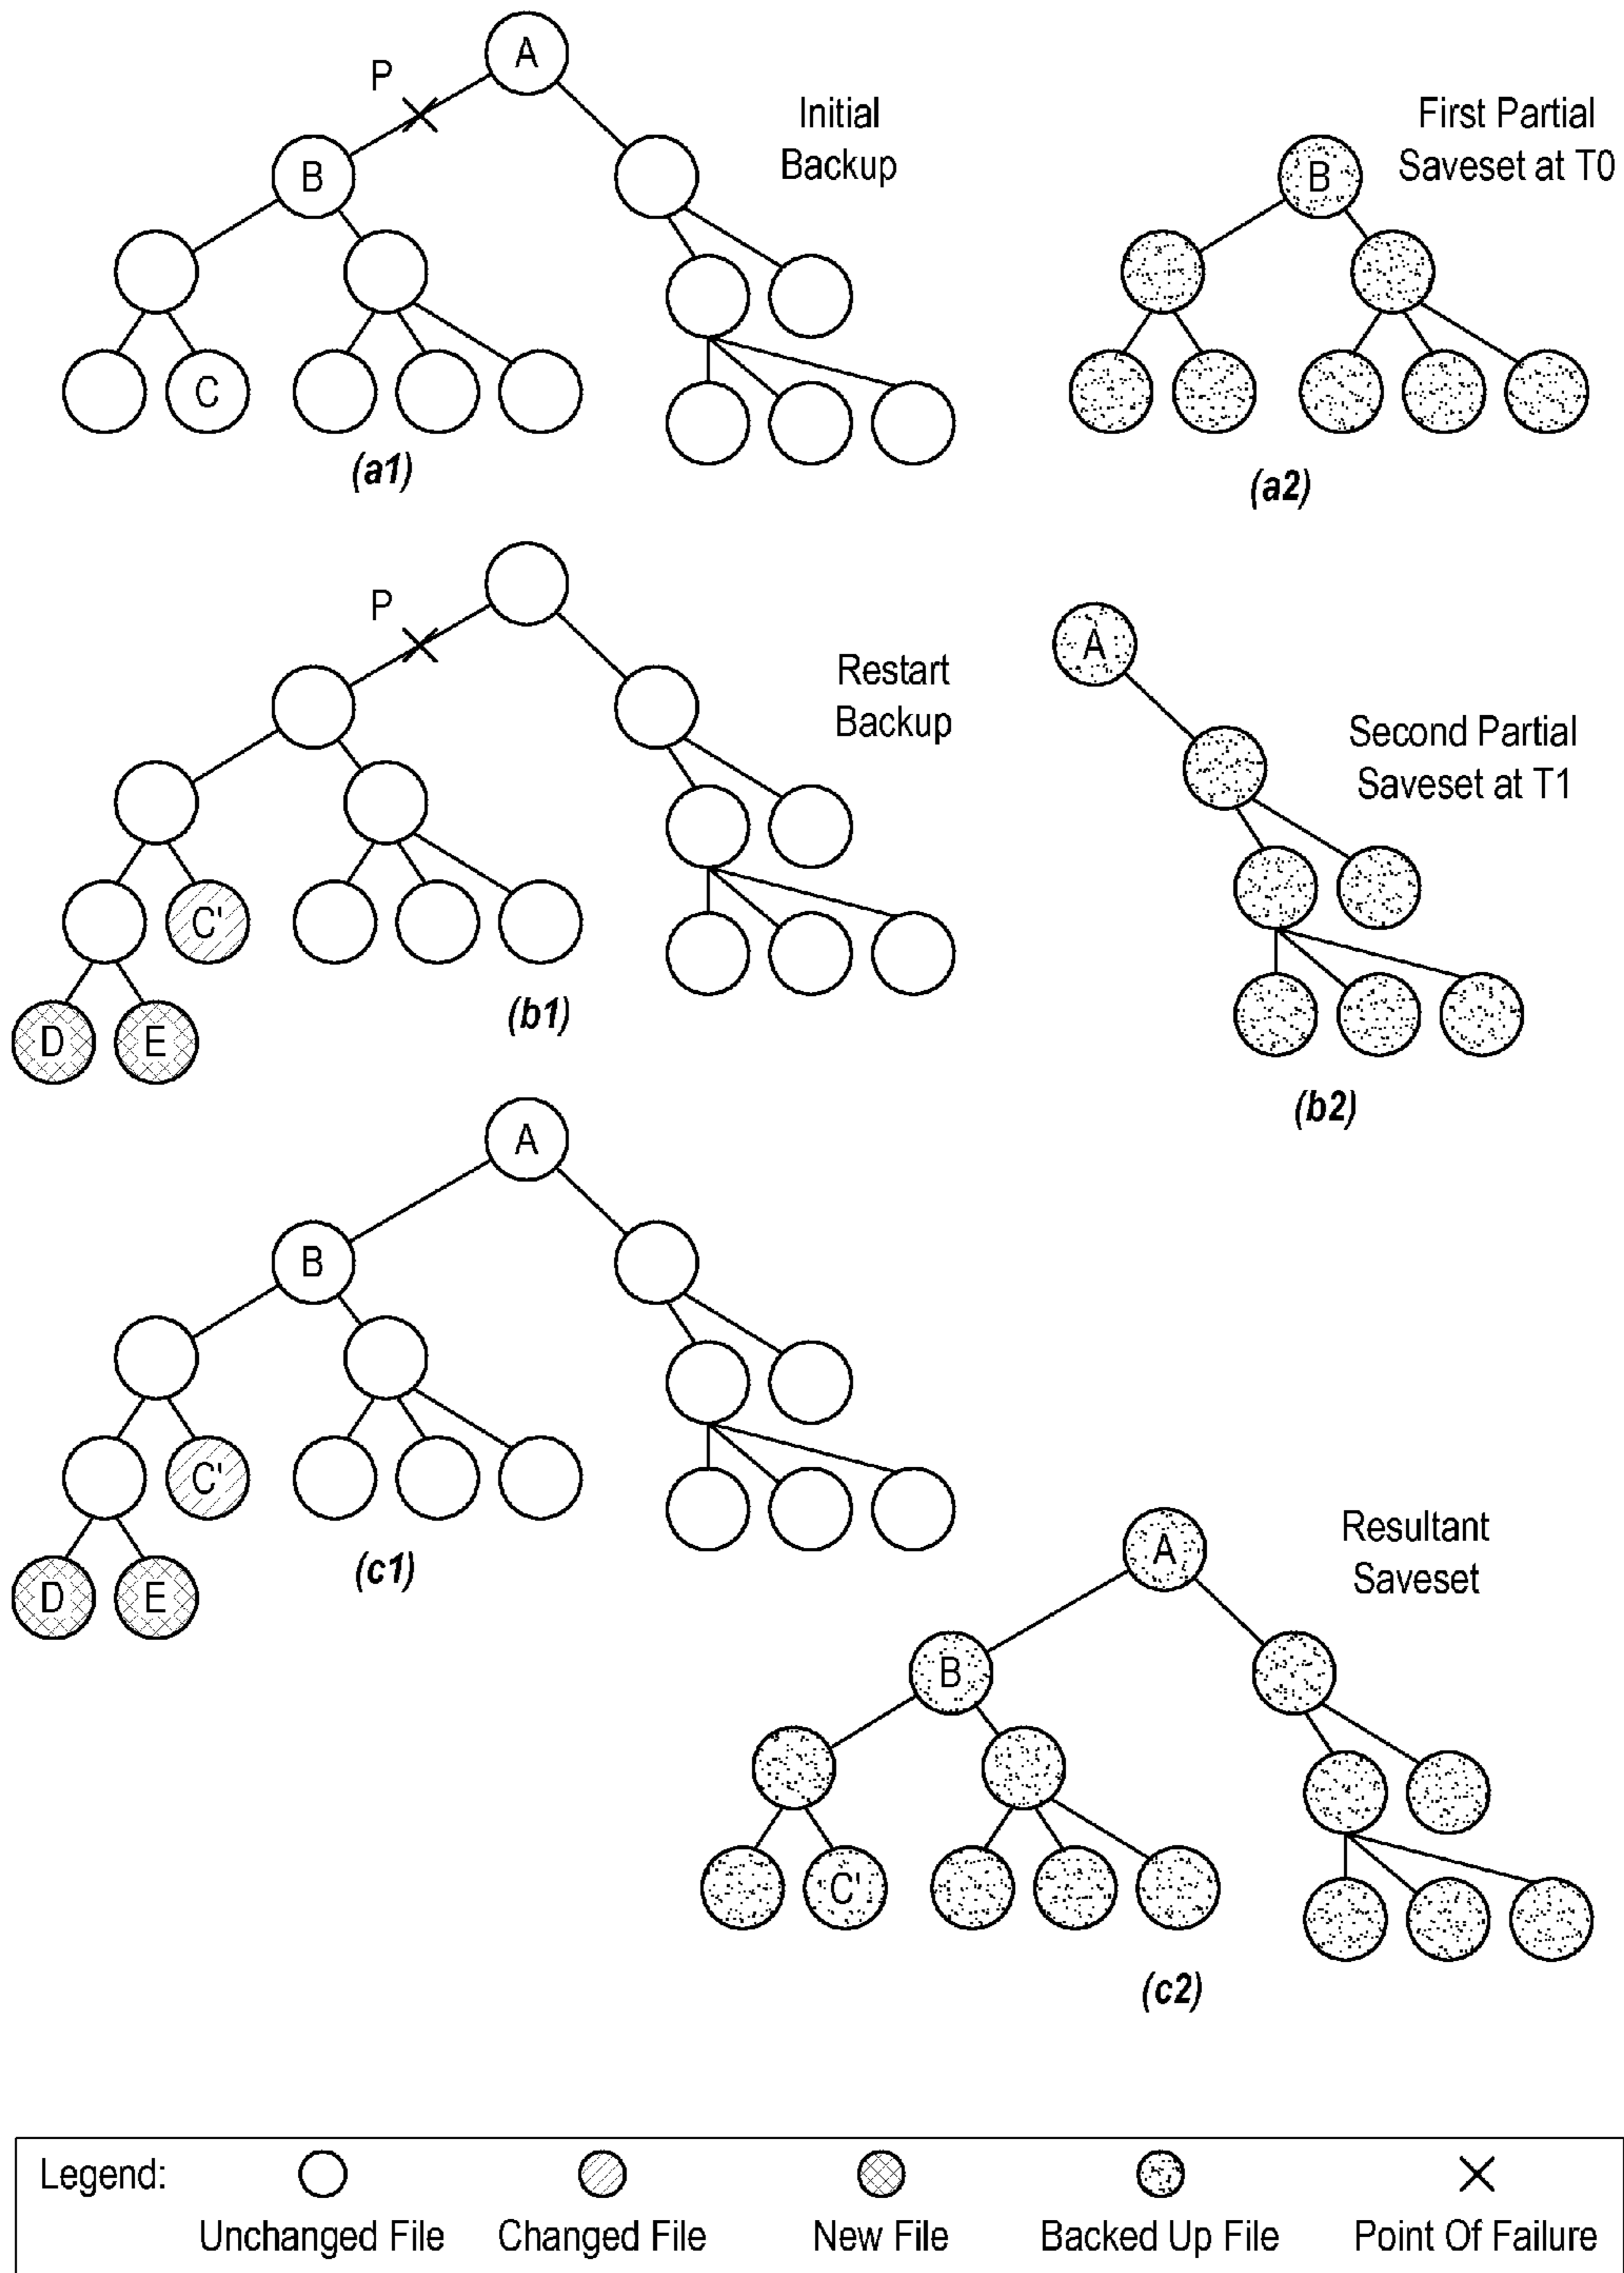 A
P
Initial
Backup
First Partial
Saveset at T0
B
B
C
(a1)
(a2)
P
Restart
Backup
A
Second Partial
Saveset at T1
C'
D
E
(b1)
(b2)
A
B
C'
D
E
(c1)
A
Resultant
Saveset
B
C'
(c2)
Legend:
Unchanged File
Changed File
New File
Backed Up File
Point Of Failure